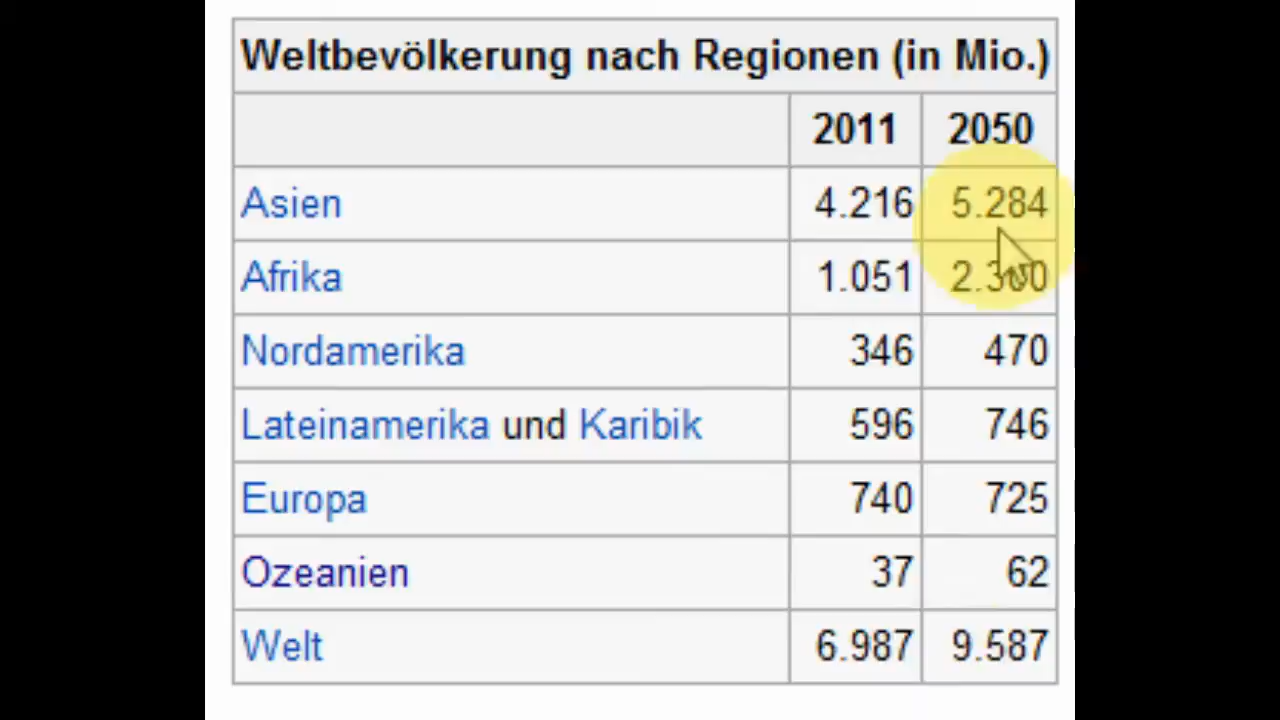 Weltbevölkerung nach Regionen (in Mio.)
2011 2050
Asien 4.216 5.284
Afrika 1.051 2.300
Nordamerika 346 470
Lateinamerika und Karibik 596 746
Europa 740 725
Ozeanien 37 62
Welt 6.987 9.587